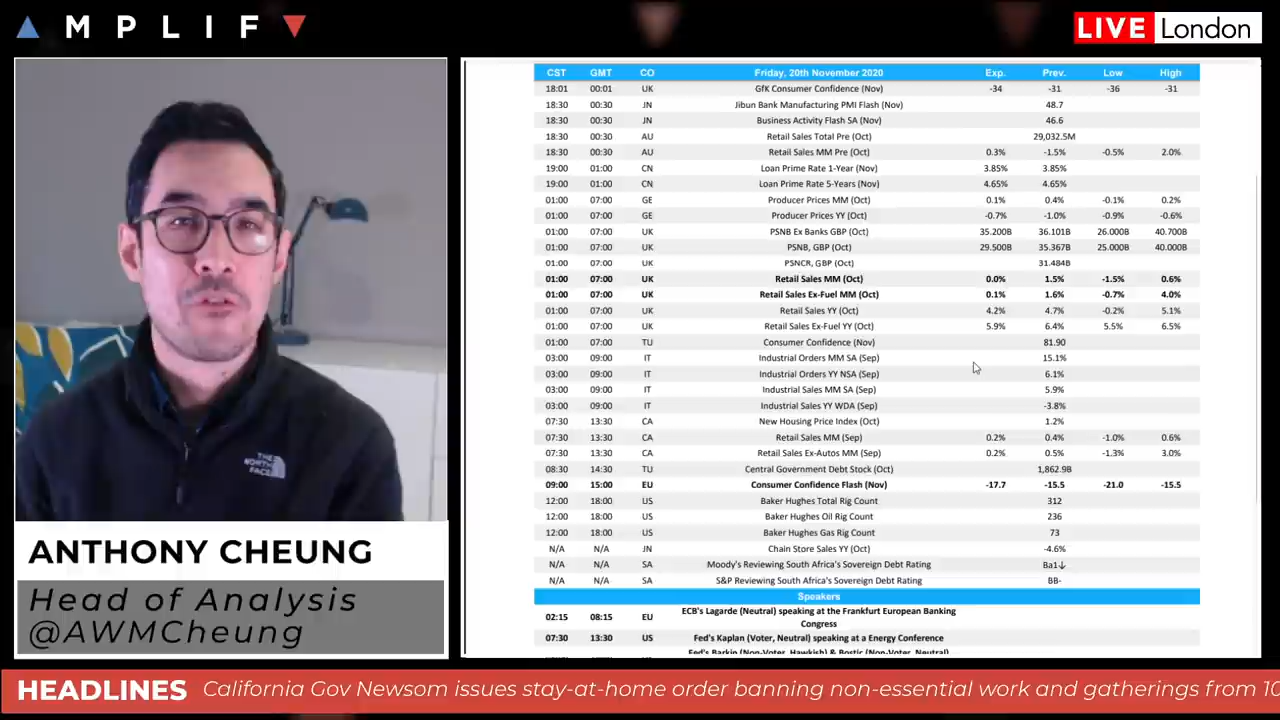 AMPLIFY
LIVE London
CST GMT CO Friday, 20th November 2020 Exp. Prev. Low High
18:01 00:01 UK GfK Consumer Confidence (Nov) -34 -31 -36 -31
18:30 00:30 JN Jibun Bank Manufacturing PMI Flash (Nov) 48.7
18:30 00:30 JN Business Activity Flash SA (Nov) 46.6
18:30 00:30 AU Retail Sales Total Pre (Oct) 29,032.5M
18:30 00:30 AU Retail Sales MM Pre (Oct) 0.3% -1.5% -0.5% 2.0%
19:00 01:00 CN Loan Prime Rate 1-Year (Nov) 3.85% 3.85%
19:00 01:00 CN Loan Prime Rate 5-Years (Nov) 4.65% 4.65%
01:00 07:00 GE Producer Prices MM (Oct) 0.1% 0.4% -0.1% 0.2%
01:00 07:00 GE Producer Prices YY (Oct) -0.7% -1.0% -0.9% -0.6%
01:00 07:00 UK PSNB Ex Banks GBP (Oct) 35.200B 36.101B 26.000B 40.700B
01:00 07:00 UK PSNB, GBP (Oct) 29.500B 35.367B 25.000B 40.000B
01:00 07:00 UK PSNCR, GBP (Oct) 31.484B
01:00 07:00 UK Retail Sales MM (Oct) 0.0% 1.5% -1.5% 0.6%
01:00 07:00 UK Retail Sales Ex-Fuel MM (Oct) 0.1% 1.6% -0.7% 4.0%
01:00 07:00 UK Retail Sales YY (Oct) 4.2% 4.7% -0.2% 5.1%
01:00 07:00 UK Retail Sales Ex-Fuel YY (Oct) 5.9% 6.4% 5.5% 6.5%
01:00 07:00 TU Consumer Confidence (Nov) 81.90
03:00 09:00 IT Industrial Orders MM SA (Sep) 15.1%
03:00 09:00 IT Industrial Orders YY NSA (Sep) 6.1%
03:00 09:00 IT Industrial Sales MM SA (Sep) 5.9%
03:00 09:00 IT Industrial Sales YY WDA (Sep) -3.8%
07:30 13:30 CA New Housing Price Index (Oct) 1.2%
07:30 13:30 CA Retail Sales MM (Sep) 0.2% 0.4% -1.0% 0.6%
07:30 13:30 CA Retail Sales Ex-Autos MM (Sep) 0.2% 0.5% -1.3% 3.0%
08:30 14:30 TU Central Government Debt Stock (Oct) 1,862.9B
09:00 15:00 EU Consumer Confidence Flash (Nov) -17.7 -15.5 -21.0 -15.5
12:00 18:00 US Baker Hughes Total Rig Count 312
12:00 18:00 US Baker Hughes Oil Rig Count 236
12:00 18:00 US Baker Hughes Gas Rig Count 73
N/A N/A JN Chain Store Sales YY (Oct) -4.6%
N/A N/A SA Moody's Reviewing South Africa's Sovereign Debt Rating Ba1↓
N/A N/A SA S&P Reviewing South Africa's Sovereign Debt Rating BB-
Speakers
02:15 08:15 EU ECB's Lagarde (Neutral) speaking at the Frankfurt European Banking
Congress
07:30 13:30 US Fed's Kaplan (Voter, Neutral) speaking at a Energy Conference
Fed's Barkin (Non-Voter, Hawkish) & Bostic (Non-Voter, Neutral)
THE
NORTH
FACE
ANTHONY CHEUNG
Head of Analysis
@AWMCheung
HEADLINES California Gov Newsom issues stay-at-home order banning non-essential work and gatherings from 10